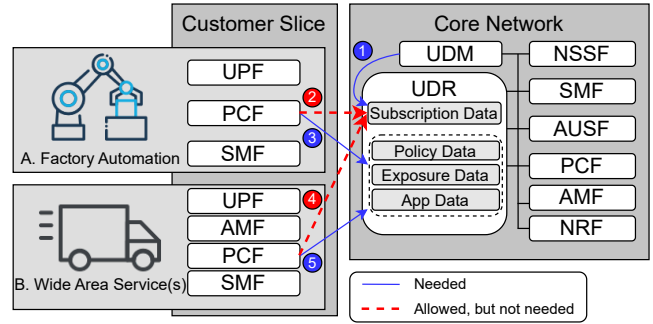 Customer Slice
Core Network
UPF
PCF
SMF
A. Factory Automation
2
3
UPF
AMF
PCF
SMF
B. Wide Area Service(s)
4
5
1
UDM
UDR
Subscription Data
Policy Data
Exposure Data
App Data
NSSF
SMF
AUSF
PCF
AMF
NRF
Needed
Allowed, but not needed